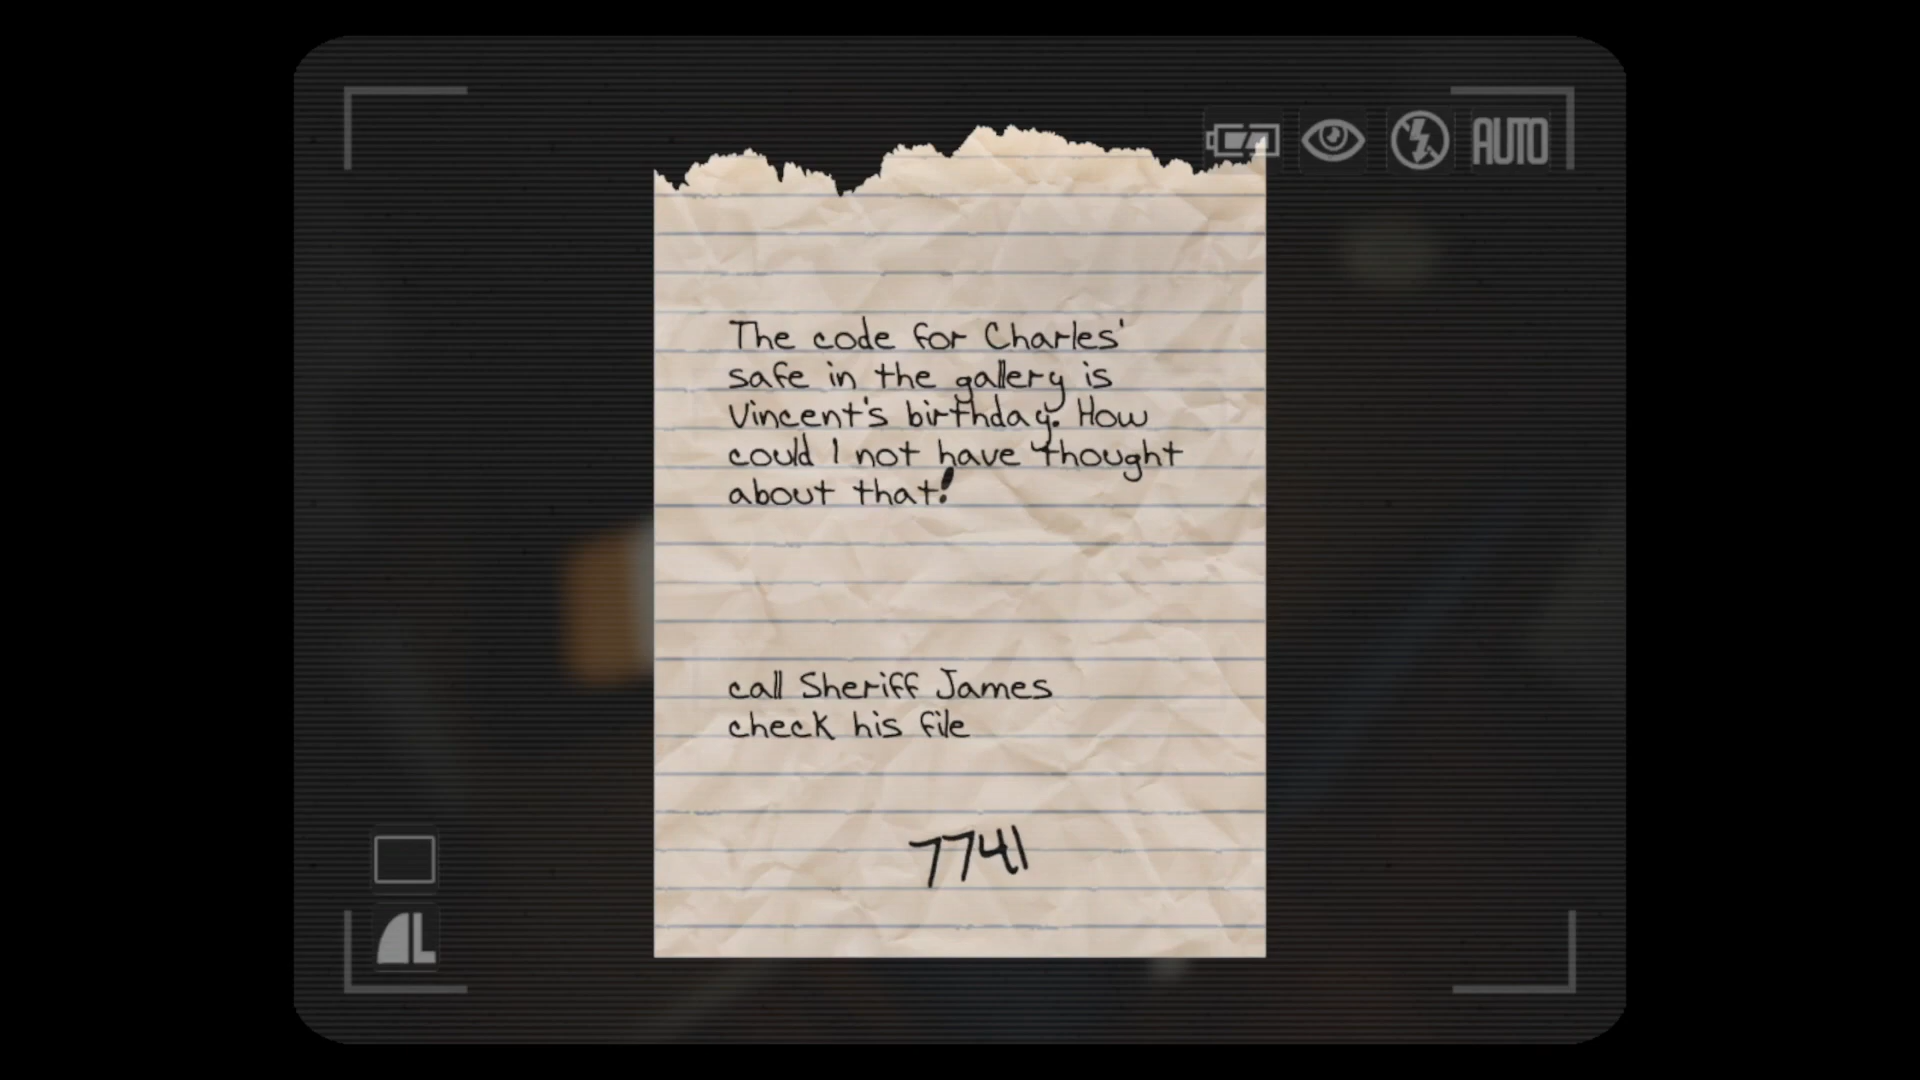 AUTO
The code for Charles'
safe in the gallery is
Vincent's birthday. How
could I not have thought
about that!
call Sheriff James
check his file
7741
L